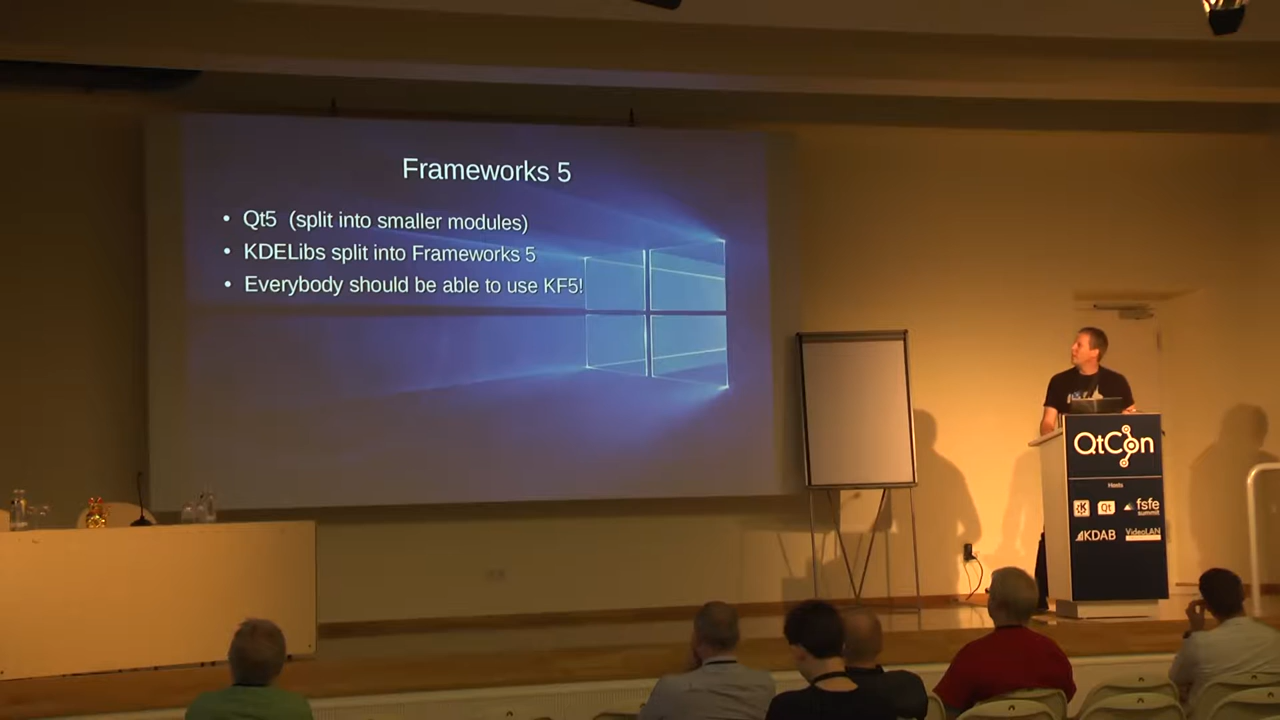 Frameworks 5
• Qt5 (split into smaller modules)
• KDELibs split into Frameworks 5
• Everybody should be able to use KF5!
QtCon
Hosts
K Qt fsfe summit
KDAB VideoLAN